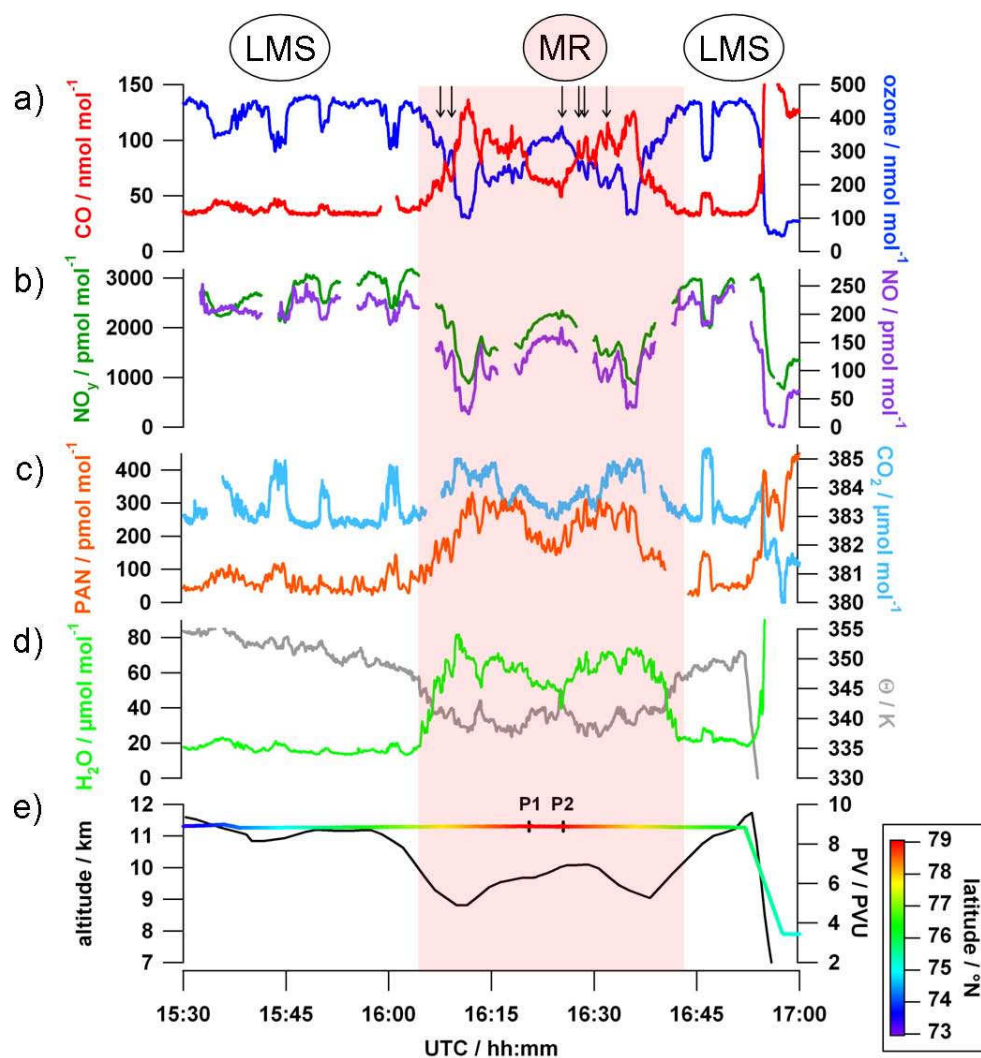 LMS
MR
LMS
a)
CO / nmol mol⁻¹
150
100
50
0
500
400
300
200
100
0
ozone / nmol mol⁻¹
b)
NOy / pmol mol⁻¹
3000
2000
1000
0
250
200
150
100
50
0
NO / pmol mol⁻¹
c)
PAN / pmol mol⁻¹
400
300
200
100
0
385
384
383
382
381
380
CO₂ / µmol mol⁻¹
d)
H₂O / µmol mol⁻¹
80
60
40
20
0
355
350
345
340
335
330
Θ / K
e)
altitude / km
12
11
10
9
8
7
P1 P2
10
8
6
4
2
PV / PVU
79
78
77
76
75
74
73
latitude / °N
15:30 15:45 16:00 16:15 16:30 16:45 17:00
UTC / hh:mm